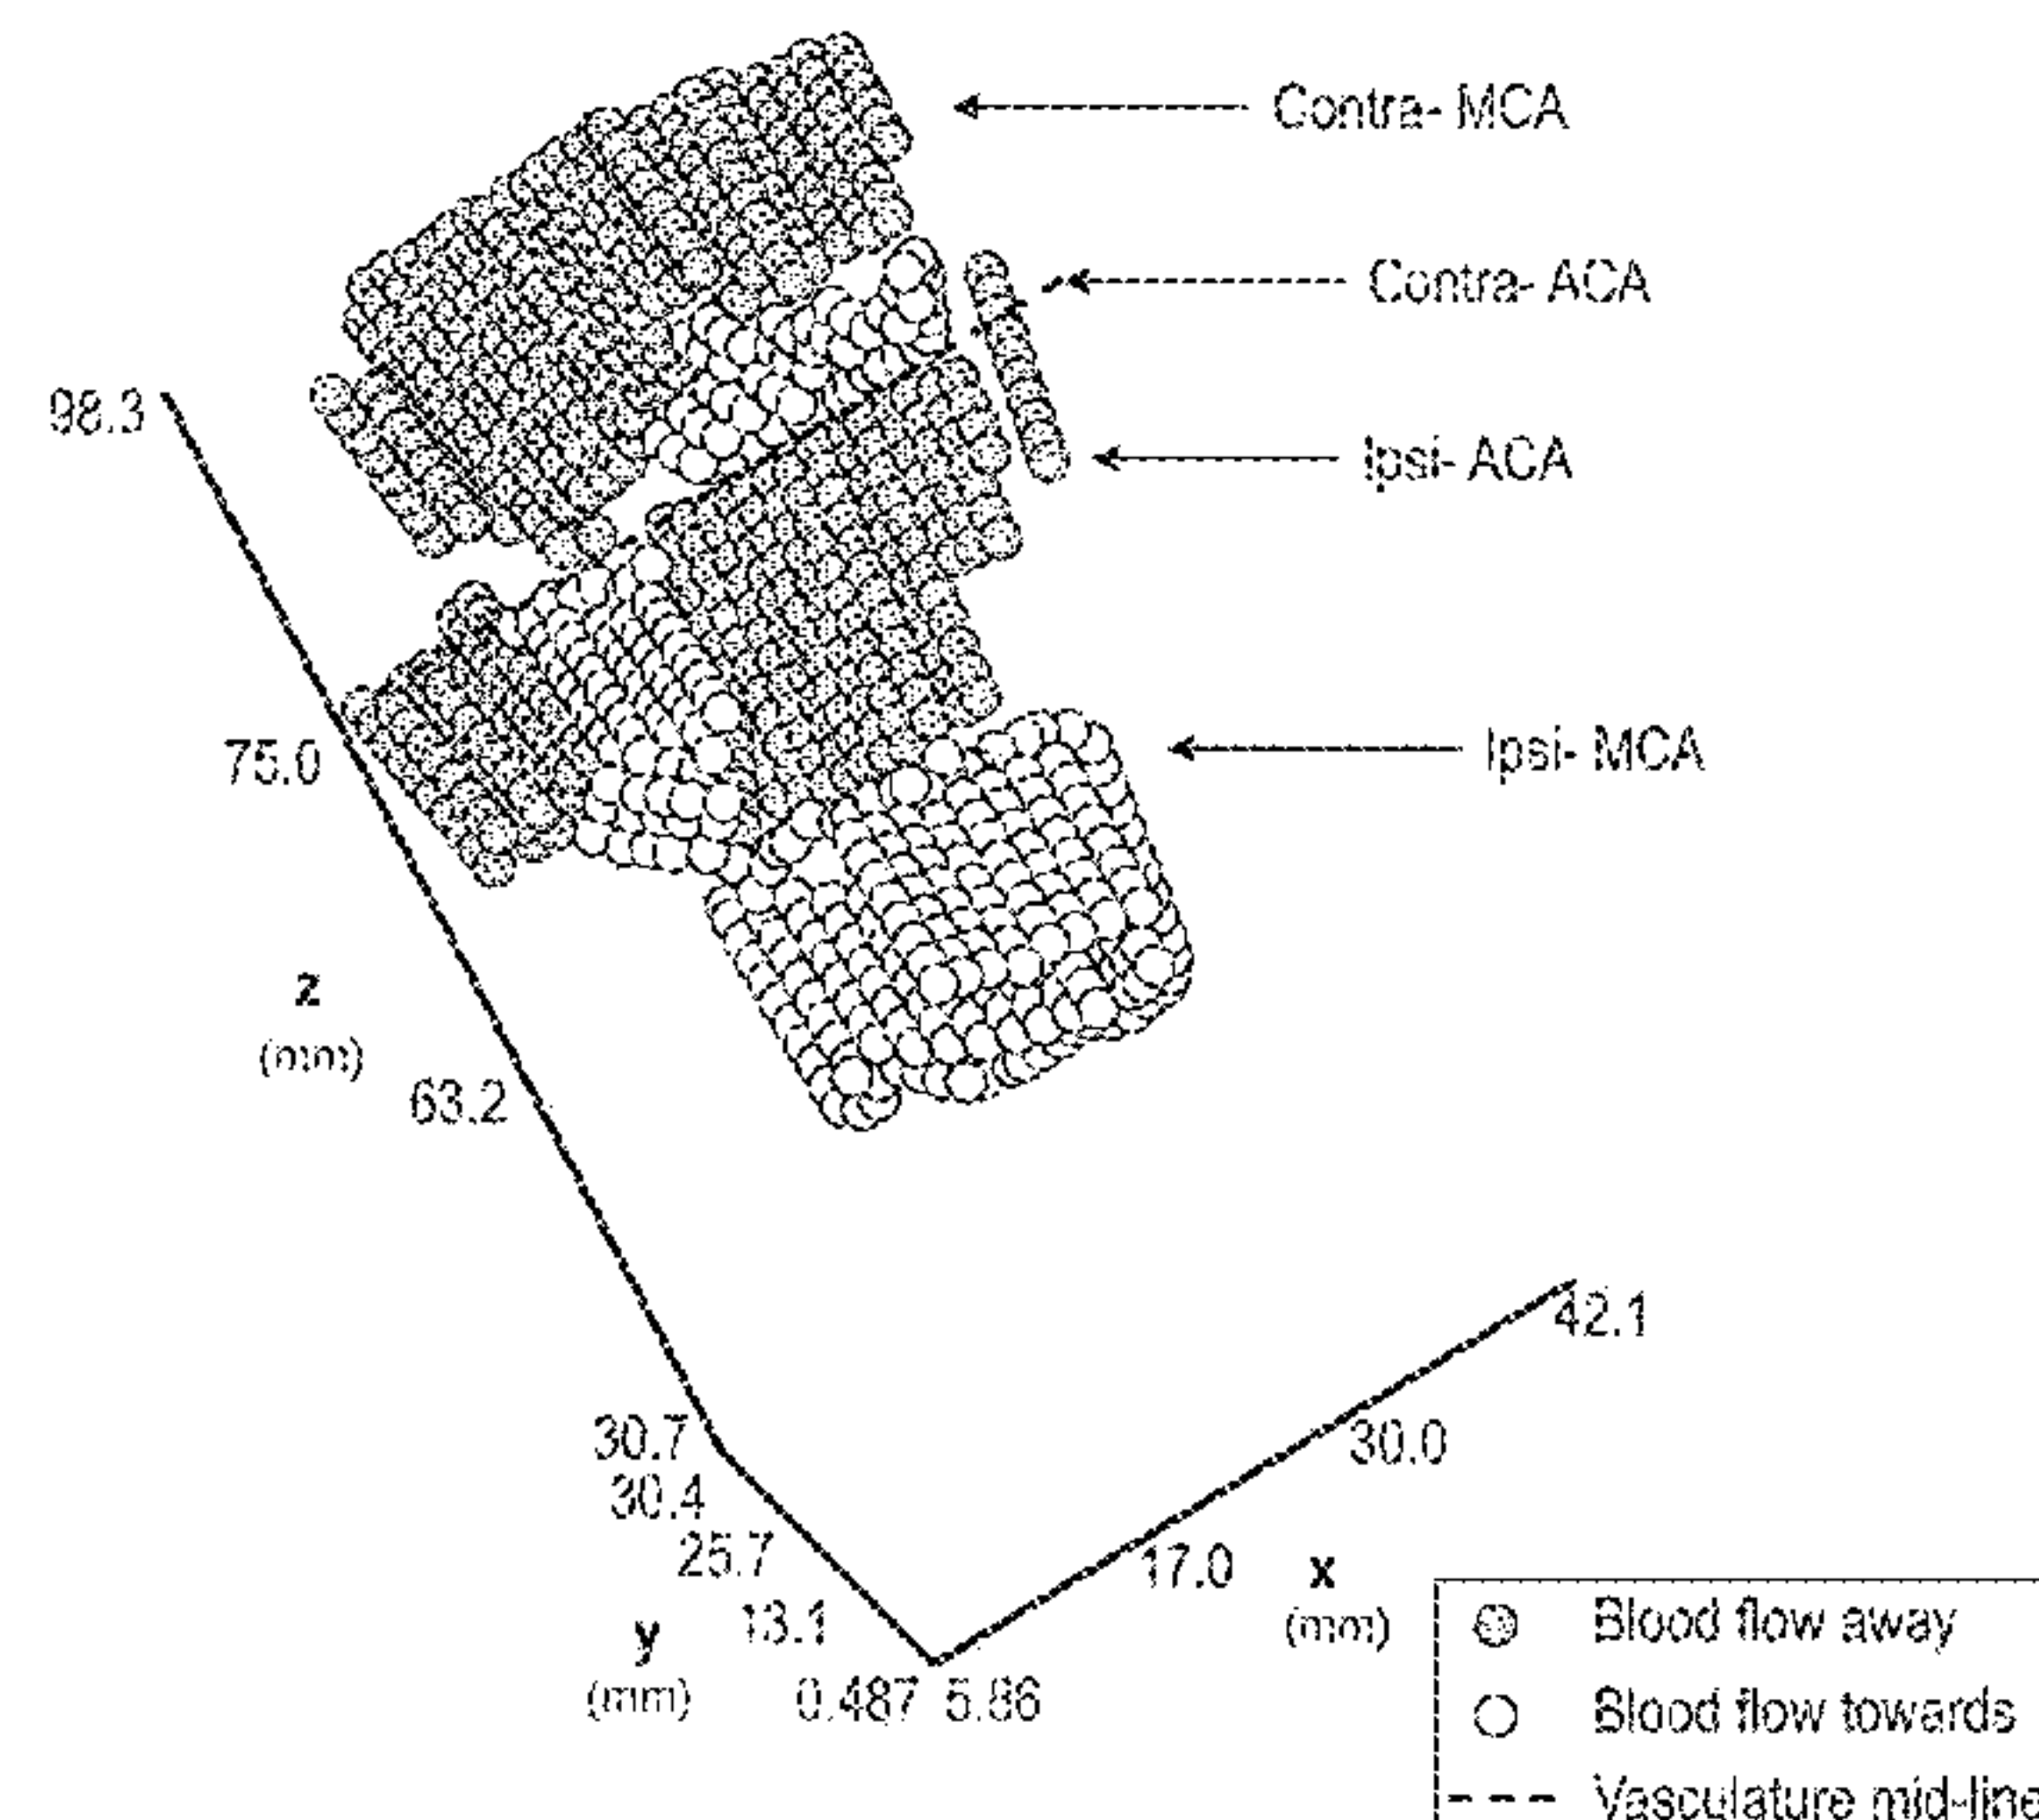 Contra- MCA
Contra- ACA
98.3
Ipsi- ACA
75.0
Ipsi- MCA
z
(mm)
63.2
42.1
30.7
30.0
30.4
25.7
17.0
x
(mm)
13.1
y
(mm)
0.487
5.86
Blood flow away
Blood flow towards
Vasculature mid-line